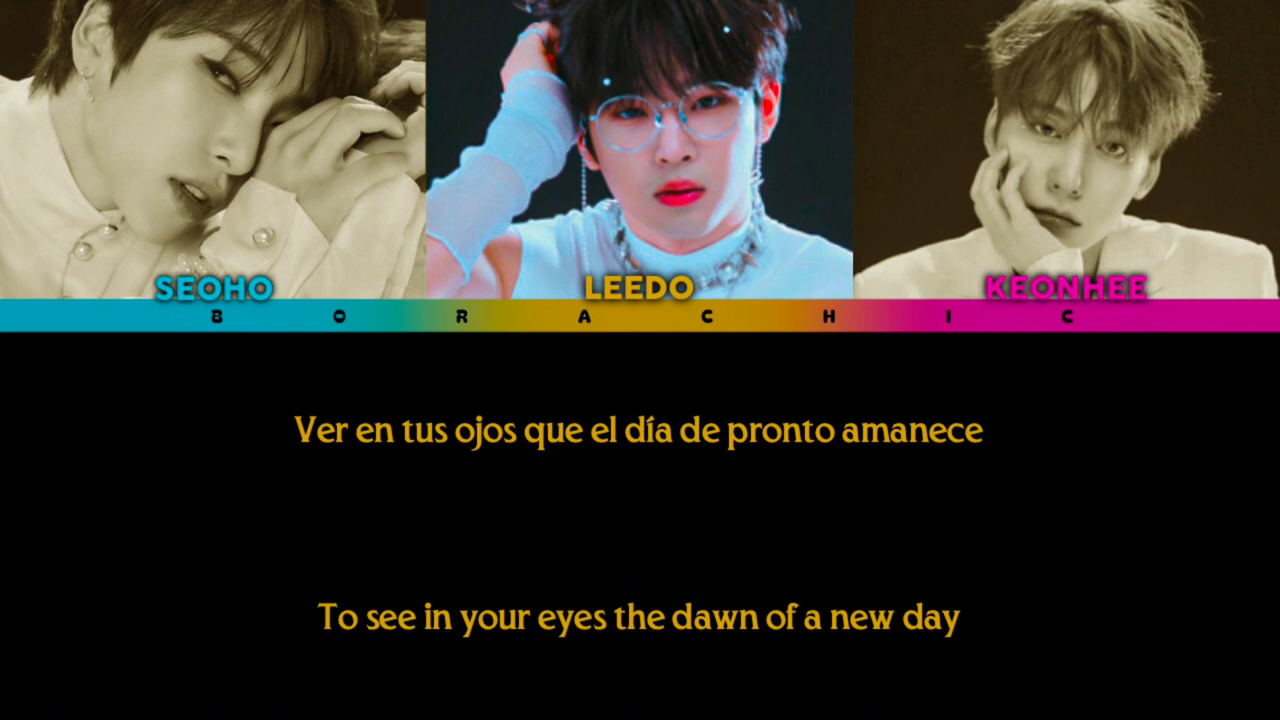 SEOHO LEEDO KEONHEE
B O R A C H I C
Ver en tus ojos que el día de pronto amanece
To see in your eyes the dawn of a new day